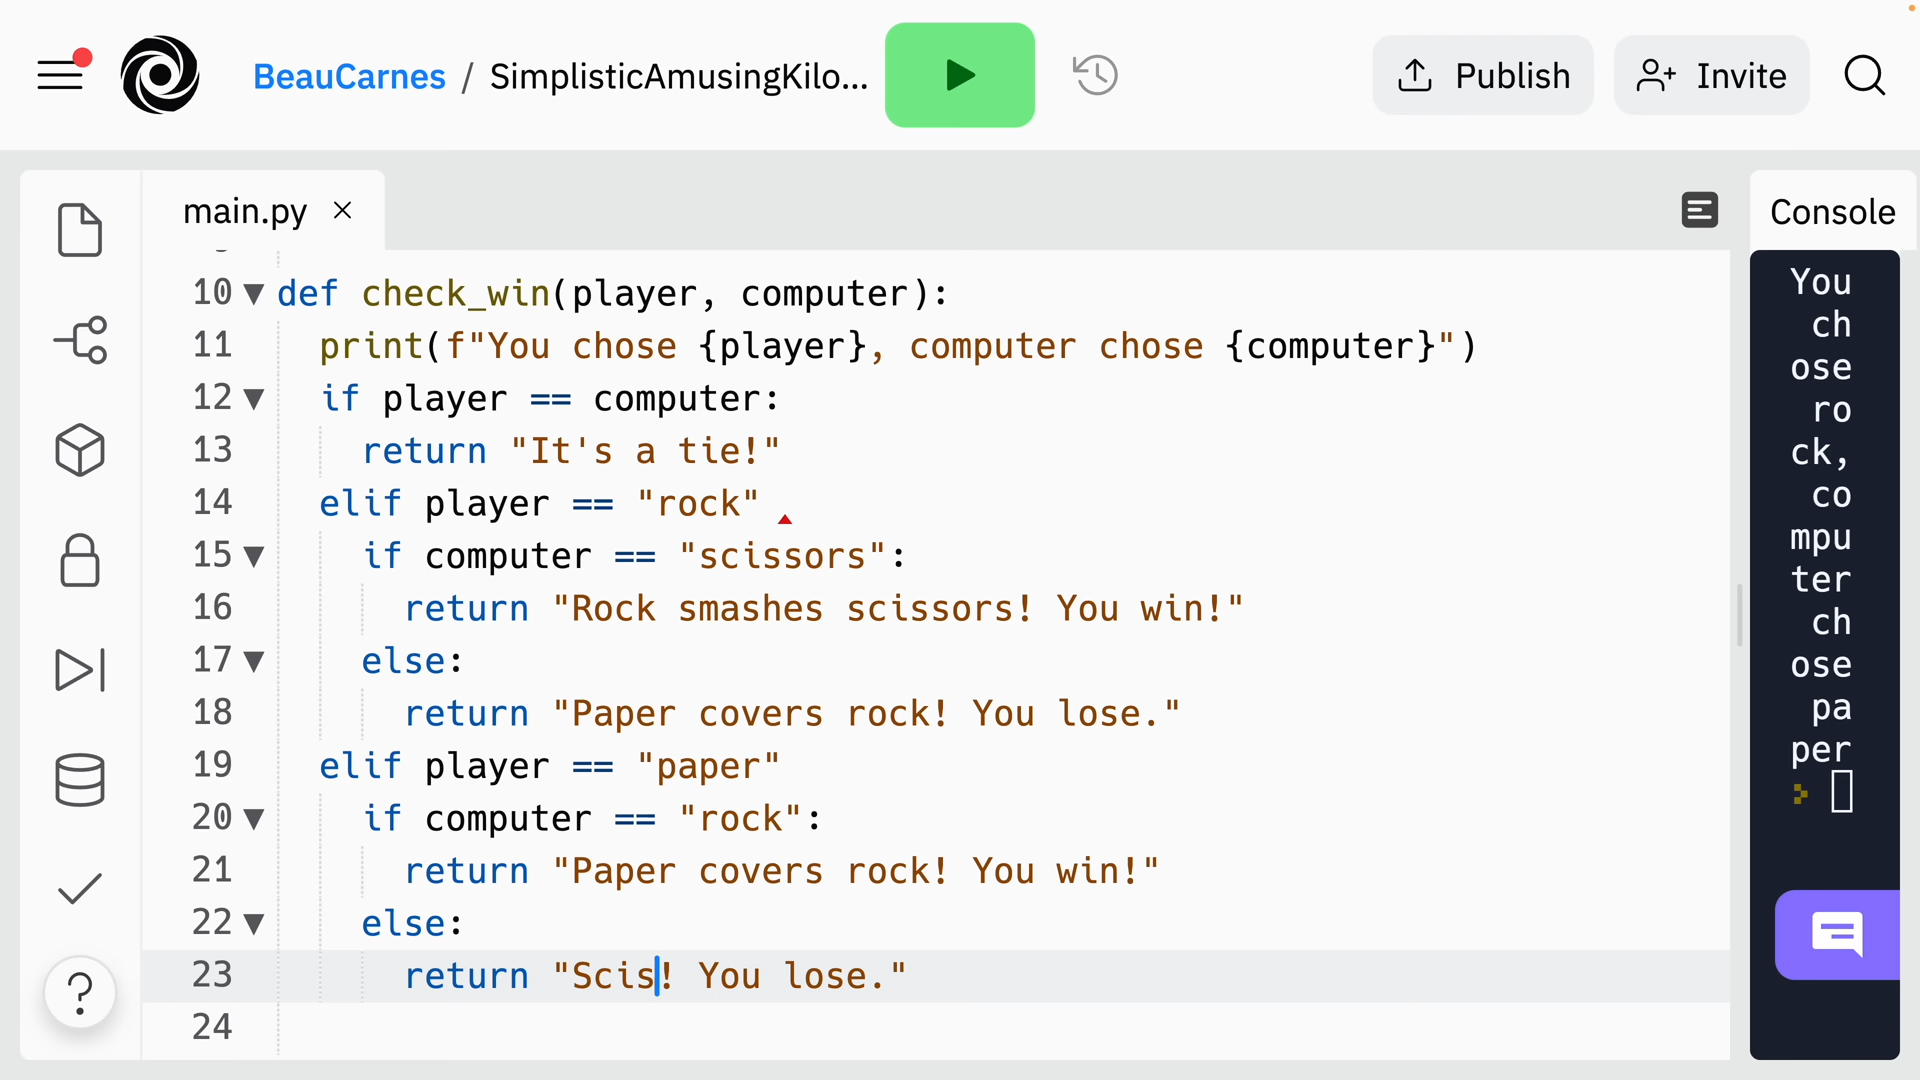 BeauCarnes / SimplisticAmusingKilo... Publish Invite
main.py × Console
10 def check_win(player, computer):
11 print(f"You chose {player}, computer chose {computer}")
12 if player == computer:
13 return "It's a tie!"
14 elif player == "rock"
15 if computer == "scissors":
16 return "Rock smashes scissors! You win!"
17 else:
18 return "Paper covers rock! You lose."
19 elif player == "paper"
20 if computer == "rock":
21 return "Paper covers rock! You win!"
22 else:
23 return "Scis! You lose."
24
You
ch
ose
ro
ck,
co
mpu
ter
ch
ose
pa
per
?